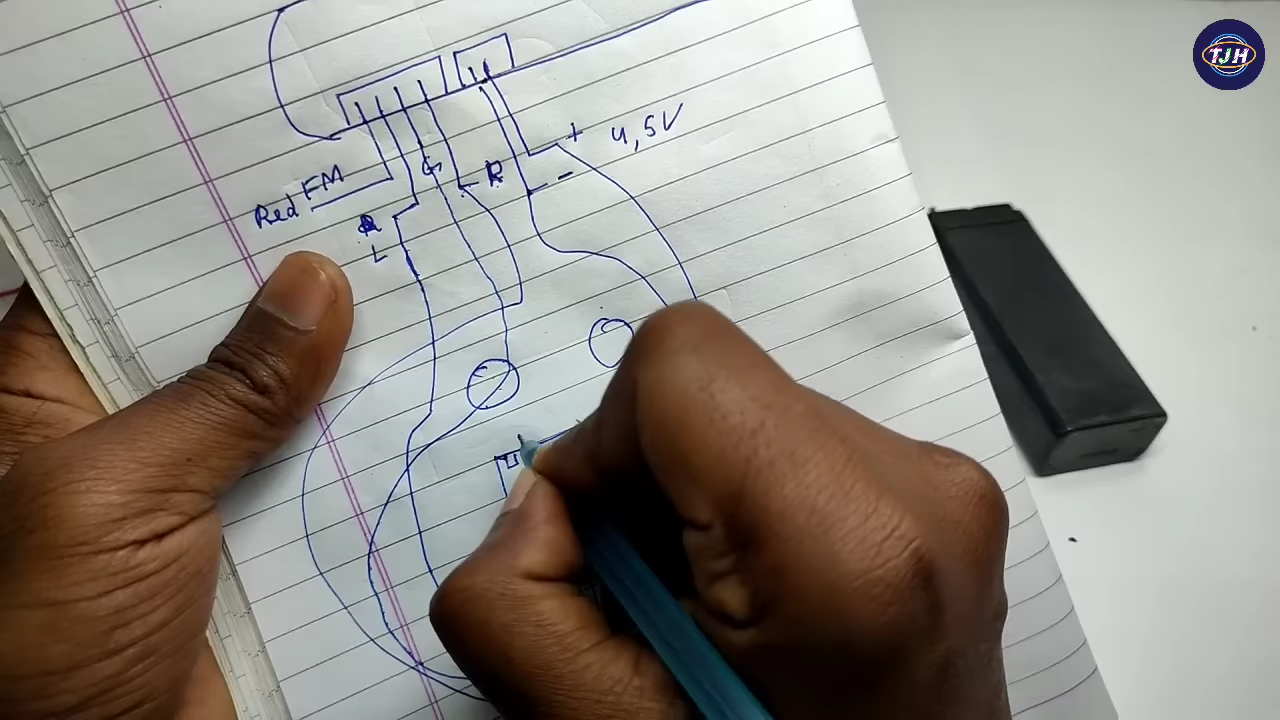 TJH
+ 4,5V
G R -
Red FM
L